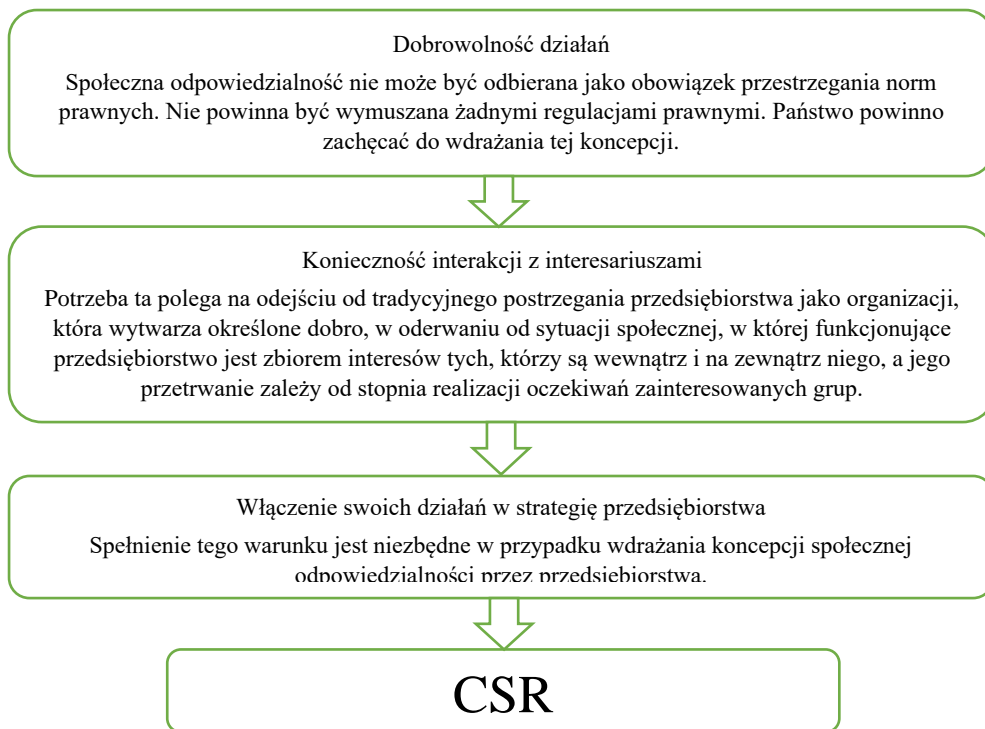 Dobrowolność działań
Społeczna odpowiedzialność nie może być odbierana jako obowiązek przestrzegania norm
prawnych. Nie powinna być wymuszana żadnymi regulacjami prawnymi. Państwo powinno
zachęcać do wdrażania tej koncepcji.
Konieczność interakcji z interesariuszami
Potrzeba ta polega na odejściu od tradycyjnego postrzegania przedsiębiorstwa jako organizacji,
która wytwarza określone dobro, w oderwaniu od sytuacji społecznej, w której funkcjonujące
przedsiębiorstwo jest zbiorem interesów tych, którzy są wewnątrz i na zewnątrz niego, a jego
przetrwanie zależy od stopnia realizacji oczekiwań zainteresowanych grup.
Włączenie swoich działań w strategię przedsiębiorstwa
Spełnienie tego warunku jest niezbędne w przypadku wdrażania koncepcji społecznej
odpowiedzialności przez przedsiębiorstwa.
CSR